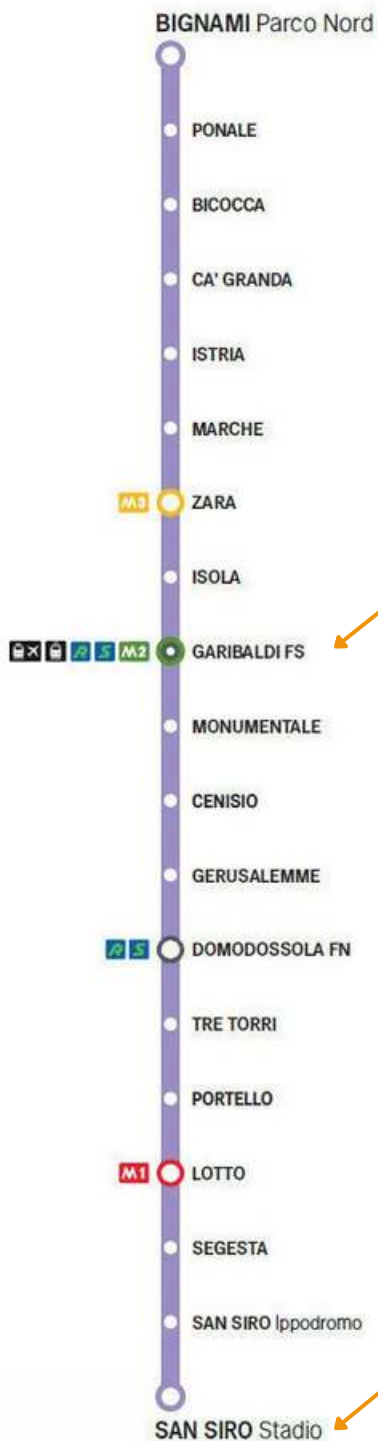 BIGNAMI Parco Nord
PONALE
BICOCCA
CA' GRANDA
ISTRIA
MARCHE
M3 ZARA
ISOLA
R S M2 GARIBALDI FS
MONUMENTALE
CENISIO
GERUSALEMME
R S DOMODOSSOLA FN
TRE TORRI
PORTELLO
M1 LOTTO
SEGESTA
SAN SIRO Ippodromo
SAN SIRO Stadio